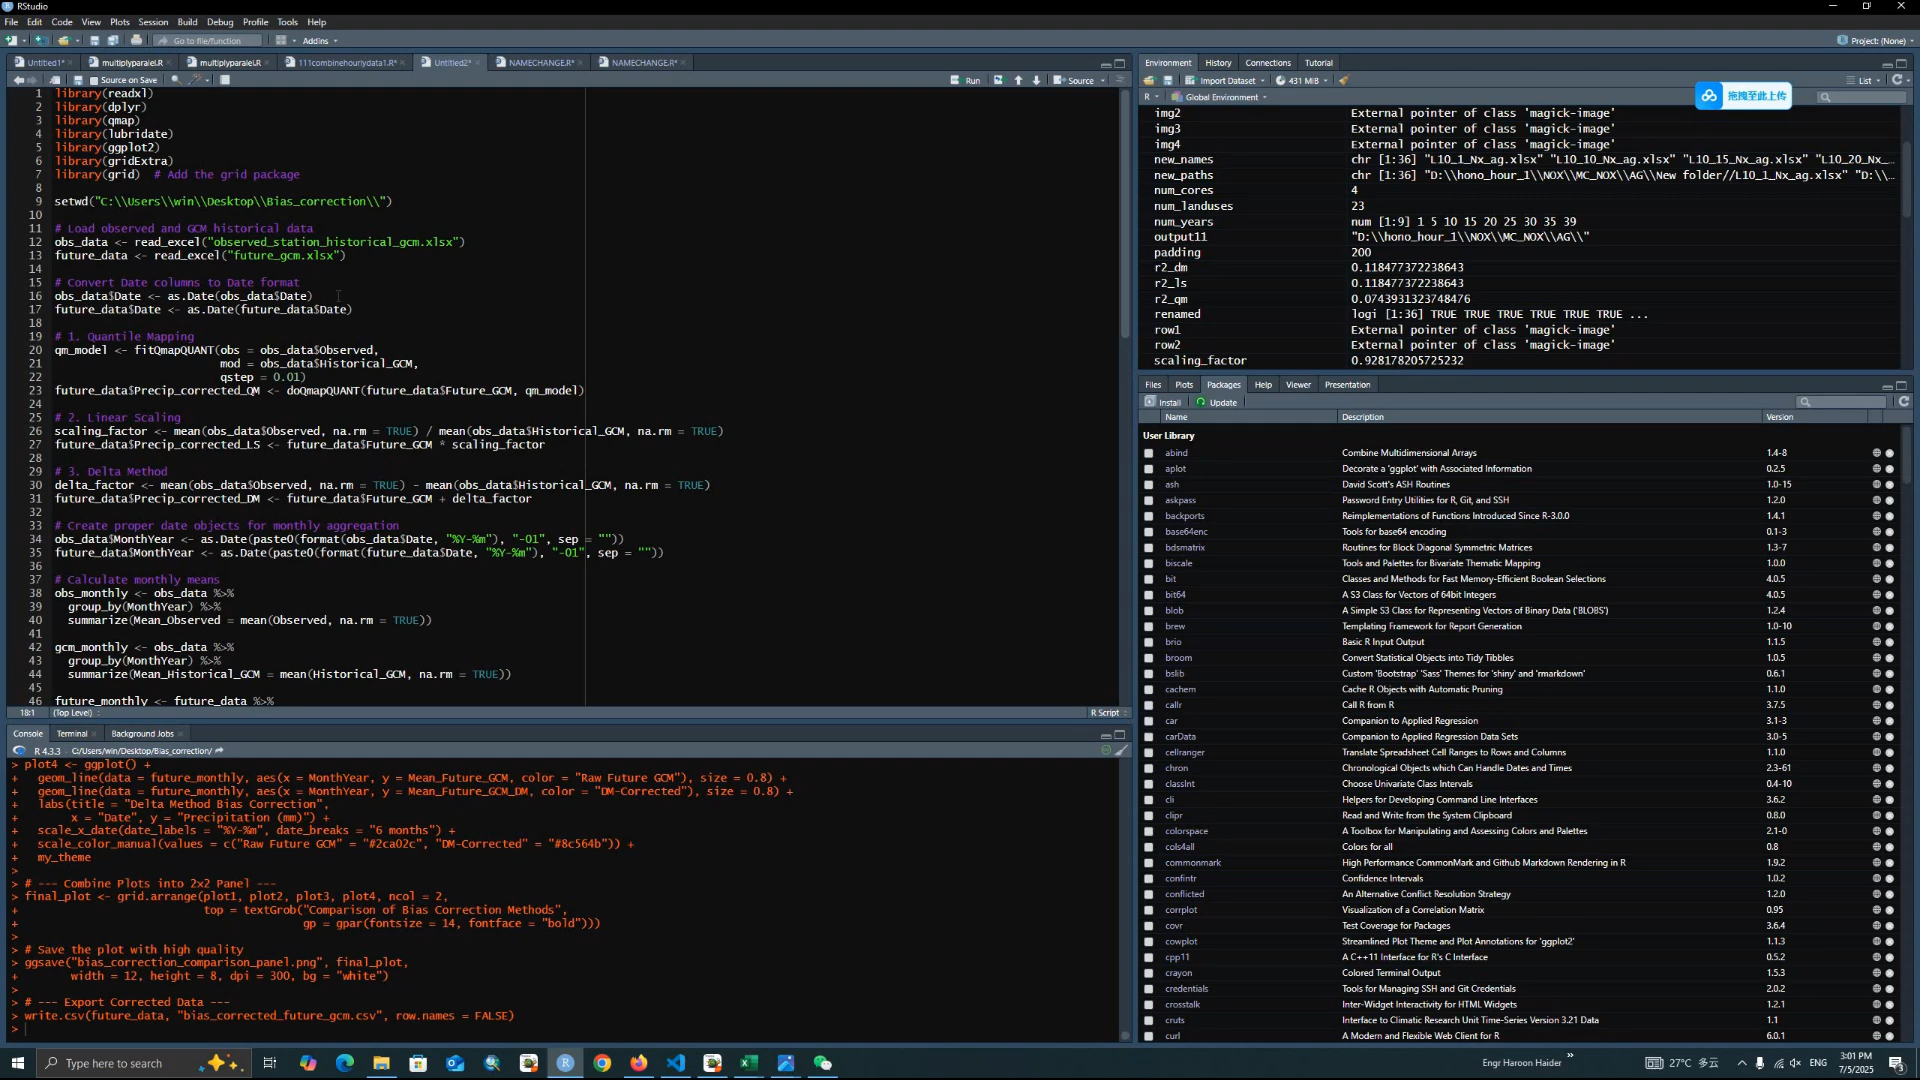 RStudio
File Edit Code View Plots Session Build Debug Profile Tools Help
Go to file/function Addins Project: (None)
Untitled1* multiplyparalel.R multiplyparalel.R 111combinehourlydata1.R* Untitled2* NAMECHANGE.R* NAMECHANGE.R*
Source on Save Run Source
1 library(readxl)
2 library(dplyr)
3 library(qmap)
4 library(lubridate)
5 library(ggplot2)
6 library(gridExtra)
7 library(grid)  # Add the grid package
8
9 setwd("C:\\Users\\win\\Desktop\\Bias_correction\\")
10
11 # Load observed and GCM historical data
12 obs_data <- read_excel("observed_station_historical_gcm.xlsx")
13 future_data <- read_excel("future_gcm.xlsx")
14
15 # Convert Date columns to Date format
16 obs_data$Date <- as.Date(obs_data$Date)
17 future_data$Date <- as.Date(future_data$Date)
18
19 # 1. Quantile Mapping
20 qm_model <- fitQmapQUANT(obs = obs_data$Observed,
21 mod = obs_data$Historical_GCM,
22 qstep = 0.01)
23 future_data$Precip_corrected_QM <- doQmapQUANT(future_data$Future_GCM, qm_model)
24
25 # 2. Linear Scaling
26 scaling_factor <- mean(obs_data$Observed, na.rm = TRUE) / mean(obs_data$Historical_GCM, na.rm = TRUE)
27 future_data$Precip_corrected_LS <- future_data$Future_GCM * scaling_factor
28
29 # 3. Delta Method
30 delta_factor <- mean(obs_data$Observed, na.rm = TRUE) - mean(obs_data$Historical_GCM, na.rm = TRUE)
31 future_data$Precip_corrected_DM <- future_data$Future_GCM + delta_factor
32
33 # Create proper date objects for monthly aggregation
34 obs_data$MonthYear <- as.Date(paste0(format(obs_data$Date, "%Y-%m"), "-01", sep = ""))
35 future_data$MonthYear <- as.Date(paste0(format(future_data$Date, "%Y-%m"), "-01", sep = ""))
36
37 # Calculate monthly means
38 obs_monthly <- obs_data %>%
39 group_by(MonthYear) %>%
40 summarize(Mean_Observed = mean(Observed, na.rm = TRUE))
41
42 gcm_monthly <- obs_data %>%
43 group_by(MonthYear) %>%
44 summarize(Mean_Historical_GCM = mean(Historical_GCM, na.rm = TRUE))
45
46 future_monthly <- future_data %>%
18:1 (Top Level) R Script
Console Terminal Background Jobs
R 4.3.3 · C:/Users/win/Desktop/Bias_correction/
> plot4 <- ggplot() +
+ geom_line(data = future_monthly, aes(x = MonthYear, y = Mean_Future_GCM, color = "Raw Future GCM"), size = 0.8) +
+ geom_line(data = future_monthly, aes(x = MonthYear, y = Mean_Future_GCM_DM, color = "DM-Corrected"), size = 0.8) +
+ labs(title = "Delta Method Bias Correction",
+ x = "Date", y = "Precipitation (mm)") +
+ scale_x_date(date_labels = "%Y-%m", date_breaks = "6 months") +
+ scale_color_manual(values = c("Raw Future GCM" = "#2ca02c", "DM-Corrected" = "#8c564b")) +
+ my_theme
>
> # --- Combine Plots into 2x2 Panel ---
> final_plot <- grid.arrange(plot1, plot2, plot3, plot4, ncol = 2,
+ top = textGrob("Comparison of Bias Correction Methods",
+ gp = gpar(fontsize = 14, fontface = "bold")))
>
> # Save the plot with high quality
> ggsave("bias_correction_comparison_panel.png", final_plot,
+ width = 12, height = 8, dpi = 300, bg = "white")
>
> # --- Export Corrected Data ---
> write.csv(future_data, "bias_corrected_future_gcm.csv", row.names = FALSE)
>
Environment History Connections Tutorial
Import Dataset 431 MiB List
R Global Environment
拖拽至此上传
img2 External pointer of class 'magick-image'
img3 External pointer of class 'magick-image'
img4 External pointer of class 'magick-image'
new_names chr [1:36] "L10_1_Nx_ag.xlsx" "L10_10_Nx_ag.xlsx" "L10_15_Nx_ag.xlsx" "L10_20_Nx_…
new_paths chr [1:36] "D:\\hono_hour_1\\NOX\\MC_NOX\\AG\\New folder//L10_1_Nx_ag.xlsx" "D:\\…
num_cores 4
num_landuses 23
num_years num [1:9] 1 5 10 15 20 25 30 35 39
output11 "D:\\hono_hour_1\\NOX\\MC_NOX\\AG\\"
padding 200
r2_dm 0.118477372238643
r2_ls 0.118477372238643
r2_qm 0.0743931323748476
renamed logi [1:36] TRUE TRUE TRUE TRUE TRUE TRUE ...
row1 External pointer of class 'magick-image'
row2 External pointer of class 'magick-image'
scaling_factor 0.928178205725232
Files Plots Packages Help Viewer Presentation
Install Update
Name Description Version
User Library
abind Combine Multidimensional Arrays 1.4-8
aplot Decorate a 'ggplot' with Associated Information 0.2.5
ash David Scott's ASH Routines 1.0-15
askpass Password Entry Utilities for R, Git, and SSH 1.2.0
backports Reimplementations of Functions Introduced Since R-3.0.0 1.4.1
base64enc Tools for base64 encoding 0.1-3
bdsmatrix Routines for Block Diagonal Symmetric Matrices 1.3-7
biscale Tools and Palettes for Bivariate Thematic Mapping 1.0.0
bit Classes and Methods for Fast Memory-Efficient Boolean Selections 4.0.5
bit64 A S3 Class for Vectors of 64bit Integers 4.0.5
blob A Simple S3 Class for Representing Vectors of Binary Data ('BLOBS') 1.2.4
brew Templating Framework for Report Generation 1.0-10
brio Basic R Input Output 1.1.5
broom Convert Statistical Objects into Tidy Tibbles 1.0.5
bslib Custom 'Bootstrap' 'Sass' Themes for 'shiny' and 'rmarkdown' 0.6.1
cachem Cache R Objects with Automatic Pruning 1.1.0
callr Call R from R 3.7.5
car Companion to Applied Regression 3.1-3
carData Companion to Applied Regression Data Sets 3.0-5
cellranger Translate Spreadsheet Cell Ranges to Rows and Columns 1.1.0
chron Chronological Objects which Can Handle Dates and Times 2.3-61
classInt Choose Univariate Class Intervals 0.4-10
cli Helpers for Developing Command Line Interfaces 3.6.2
clipr Read and Write from the System Clipboard 0.8.0
colorspace A Toolbox for Manipulating and Assessing Colors and Palettes 2.1-0
cols4all Colors for all 0.8
commonmark High Performance CommonMark and Github Markdown Rendering in R 1.9.2
confintr Confidence Intervals 1.0.2
conflicted An Alternative Conflict Resolution Strategy 1.2.0
corrplot Visualization of a Correlation Matrix 0.95
covr Test Coverage for Packages 3.6.4
cowplot Streamlined Plot Theme and Plot Annotations for 'ggplot2' 1.1.3
cpp11 A C++11 Interface for R's C Interface 0.5.2
crayon Colored Terminal Output 1.5.3
credentials Tools for Managing SSH and Git Credentials 2.0.2
crosstalk Inter-Widget Interactivity for HTML Widgets 1.2.1
cruts Interface to Climatic Research Unit Time-Series Version 3.21 Data 1.1
curl A Modern and Flexible Web Client for R 6.0.1
Type here to search Engr Haroon Haider » 27°C 多云 ENG 3:01 PM
7/5/2025